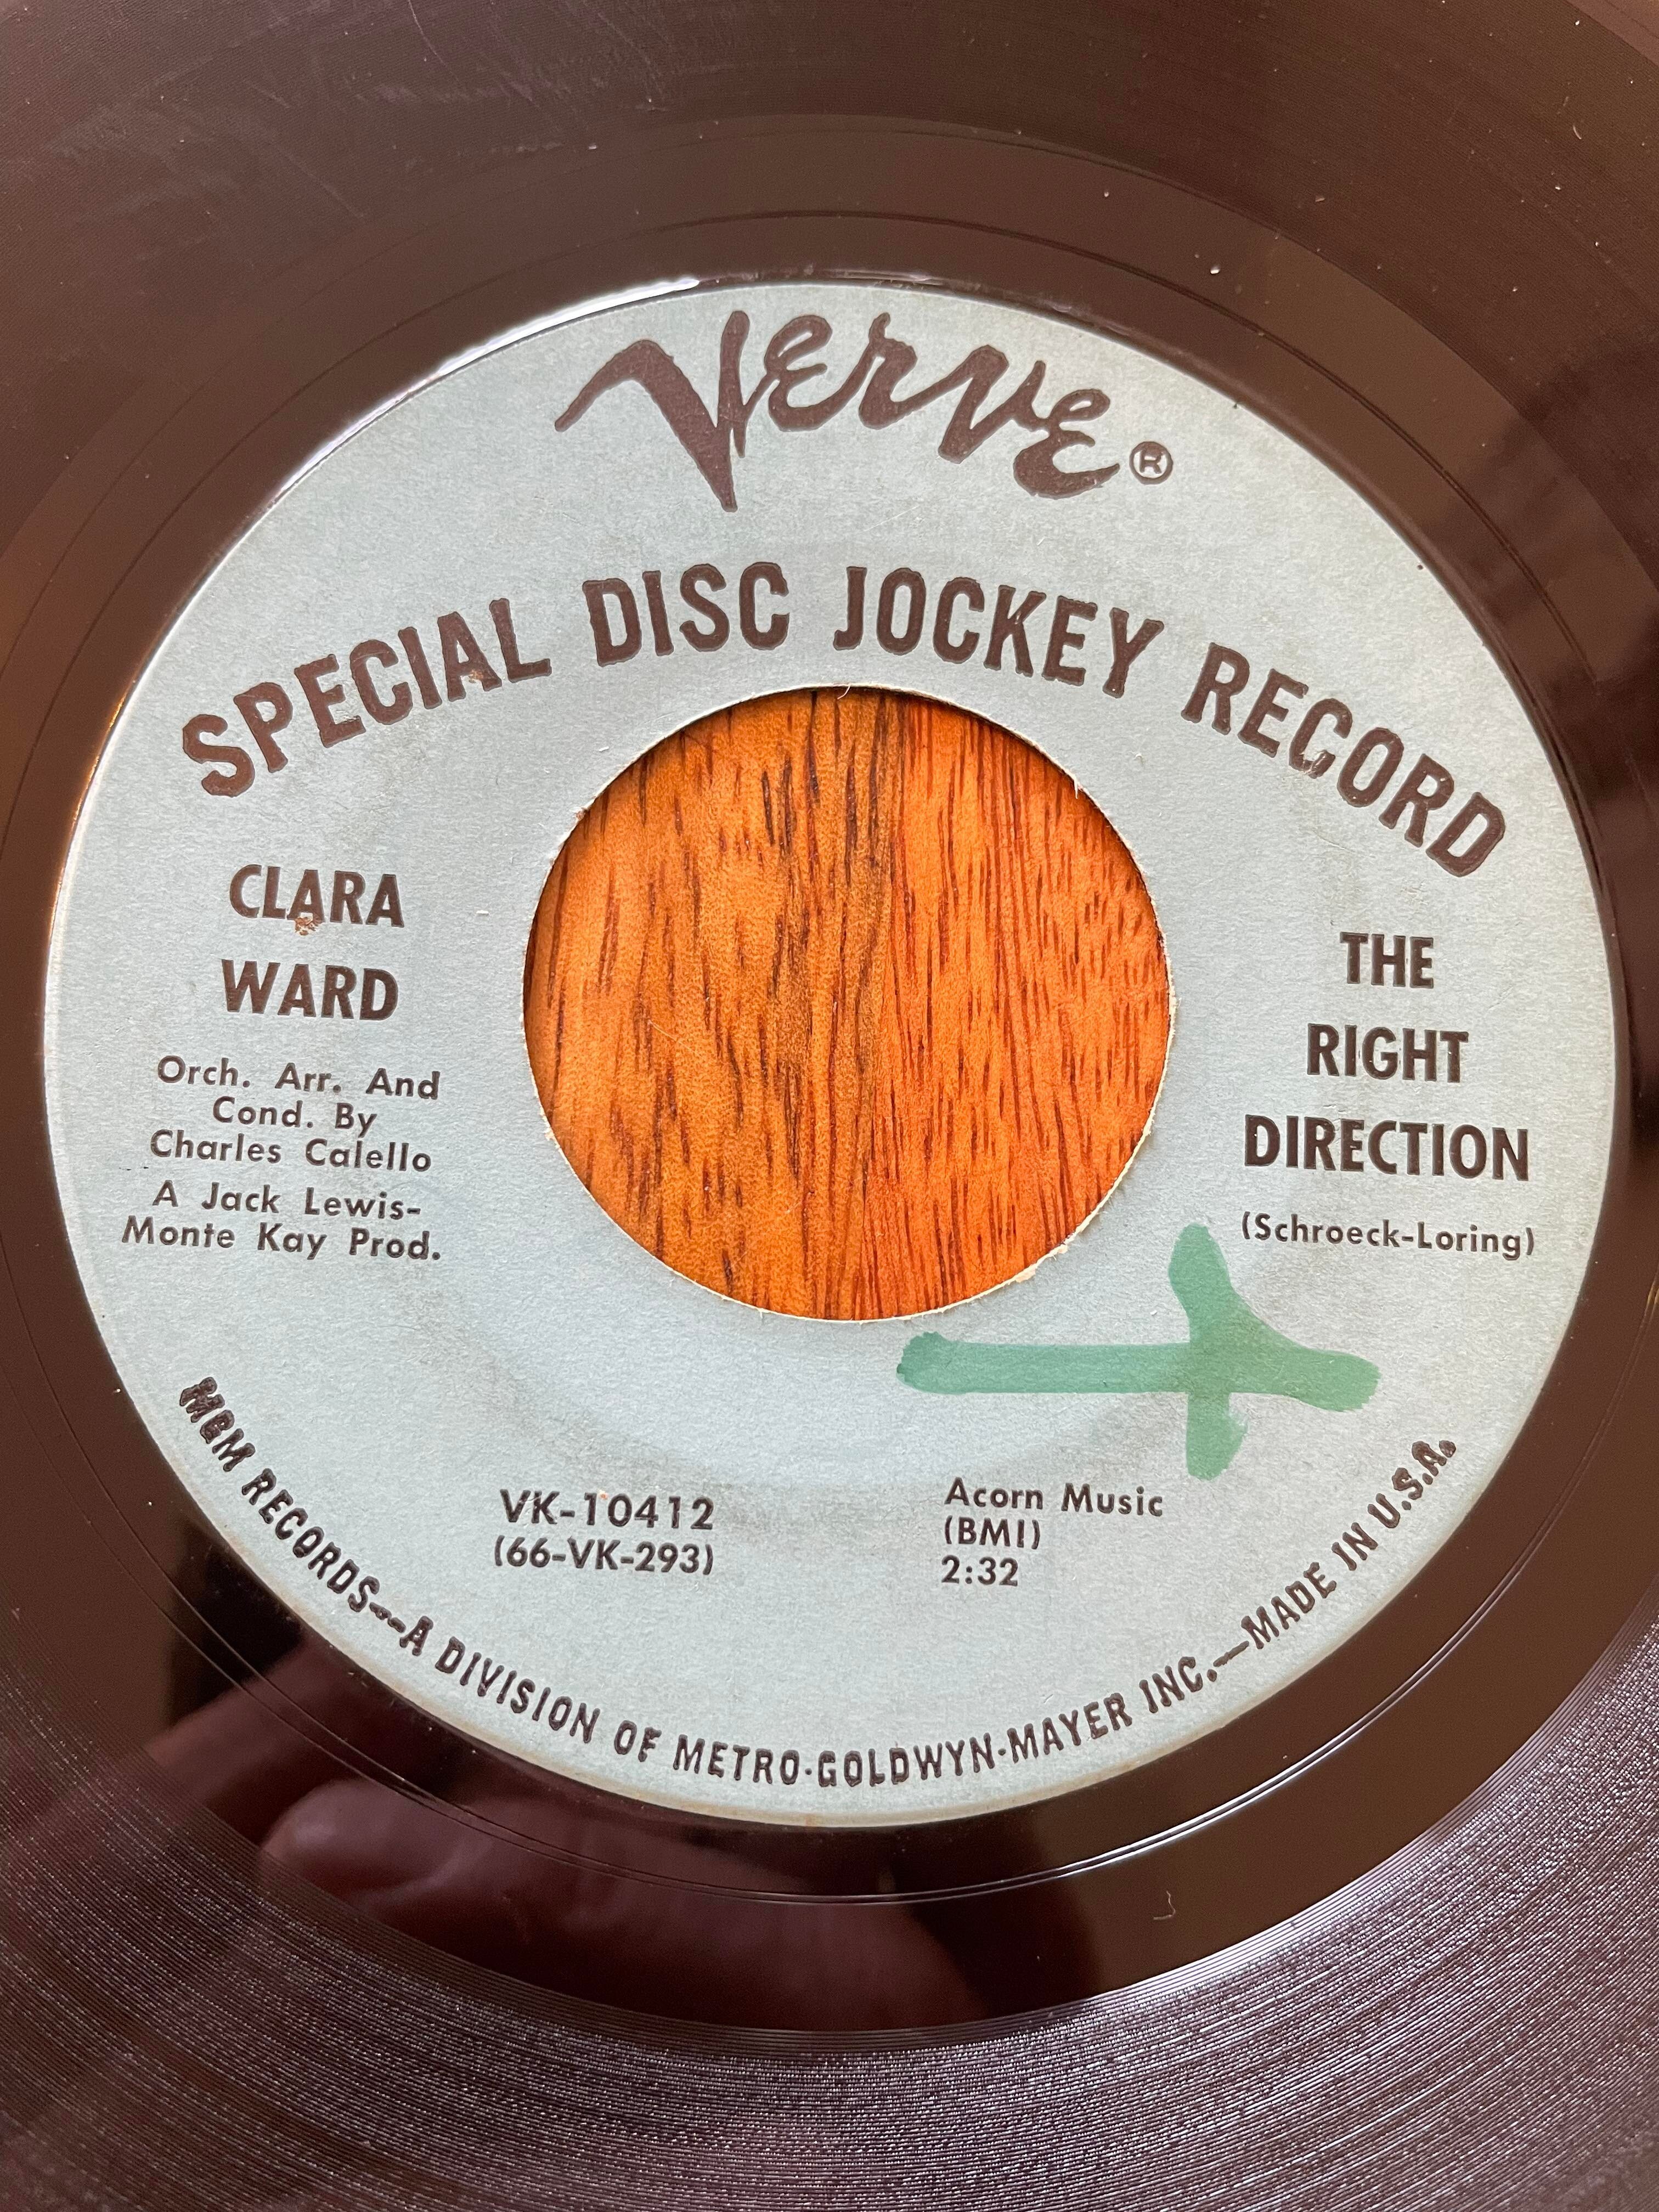 Verve®
SPECIAL DISC JOCKEY RECORD
CLARA
WARD
Orch. Arr. And
Cond. By
Charles Calello
A Jack Lewis-
Monte Kay Prod.
THE
RIGHT
DIRECTION
(Schroeck-Loring)
VK-10412
(66-VK-293)
Acorn Music
(BMI)
2:32
MGM RECORDS—A DIVISION OF METRO-GOLDWYN-MAYER INC.—MADE IN U.S.A.